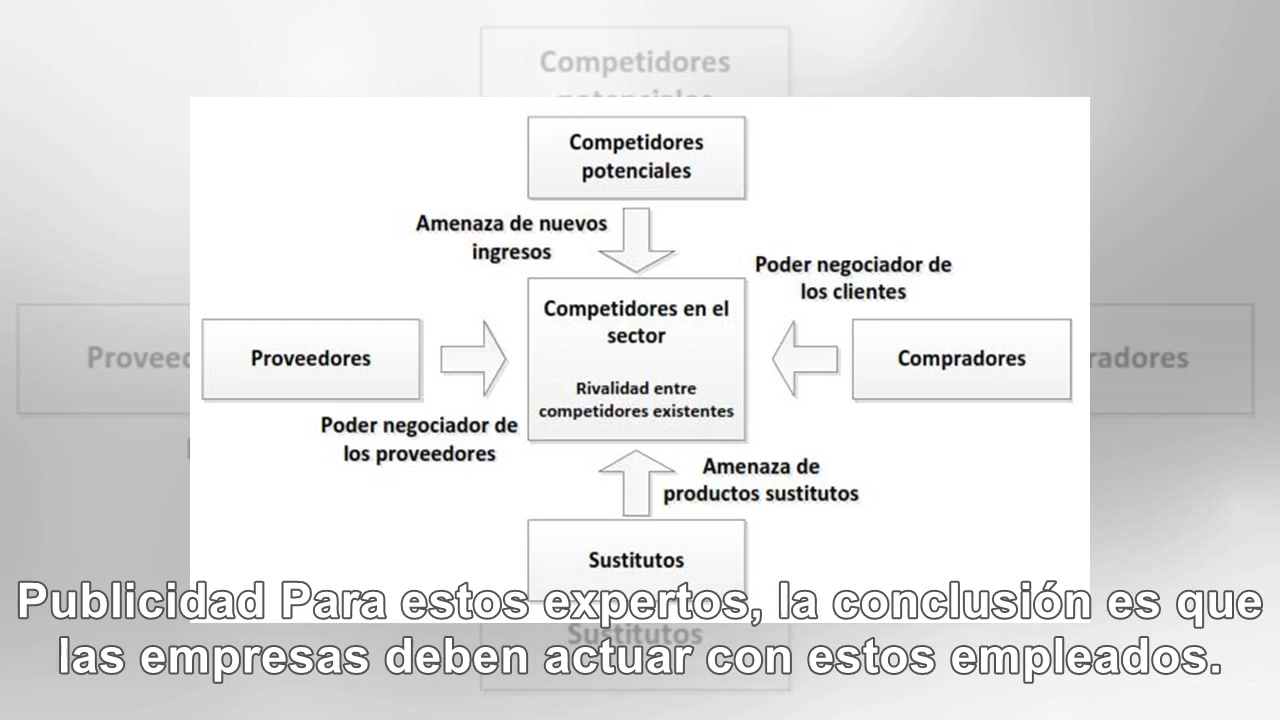 Competidores
Competidores
potenciales
Amenaza de nuevos
ingresos
Poder negociador de
los clientes
Competidores en el
sector
Rivalidad entre
competidores existentes
Proveedores
Compradores
Poder negociador de
los proveedores
Amenaza de
productos sustitutos
Sustitutos
Publicidad Para estos expertos, la conclusión es que
Sustitutos
las empresas deben actuar con estos empleados.